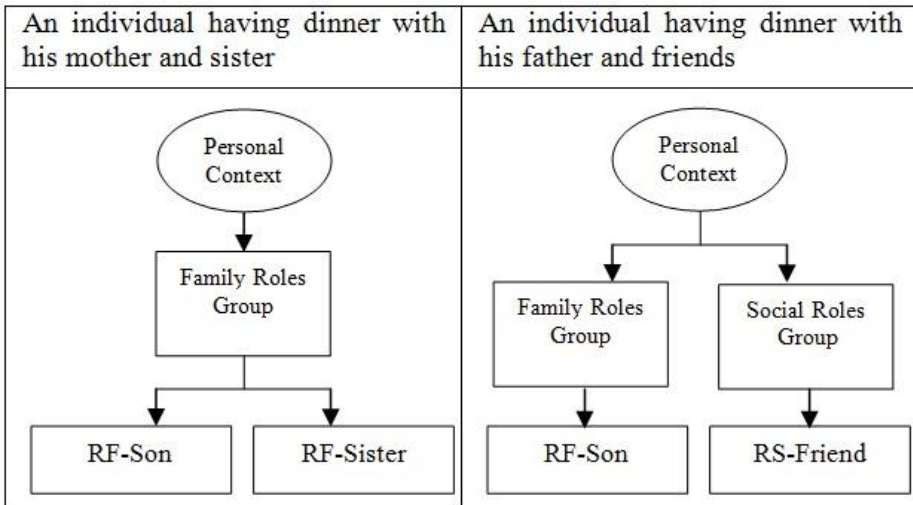 An individual having dinner with
his mother and sister
An individual having dinner with
his father and friends
Personal
Context
Family Roles
Group
RF-Son
RF-Sister
Personal
Context
Family Roles
Group
Social Roles
Group
RF-Son
RS-Friend